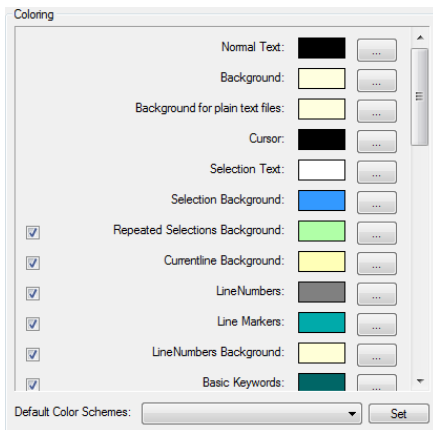 Coloring
Normal Text: ...
Background: ...
Background for plain text files: ...
Cursor: ...
Selection Text: ...
Selection Background: ...
Repeated Selections Background: ...
Currentline Background: ...
LineNumbers: ...
Line Markers: ...
LineNumbers Background: ...
Basic Keywords: ...
Default Color Schemes: Set